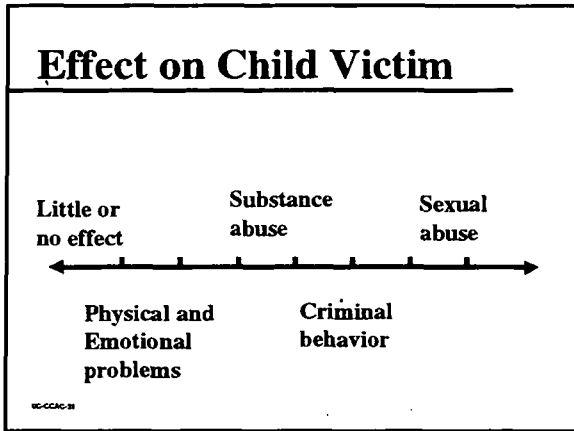 Effect on Child Victim
Little or
no effect
Substance
abuse
Sexual
abuse
Physical and
Emotional
problems
Criminal
behavior